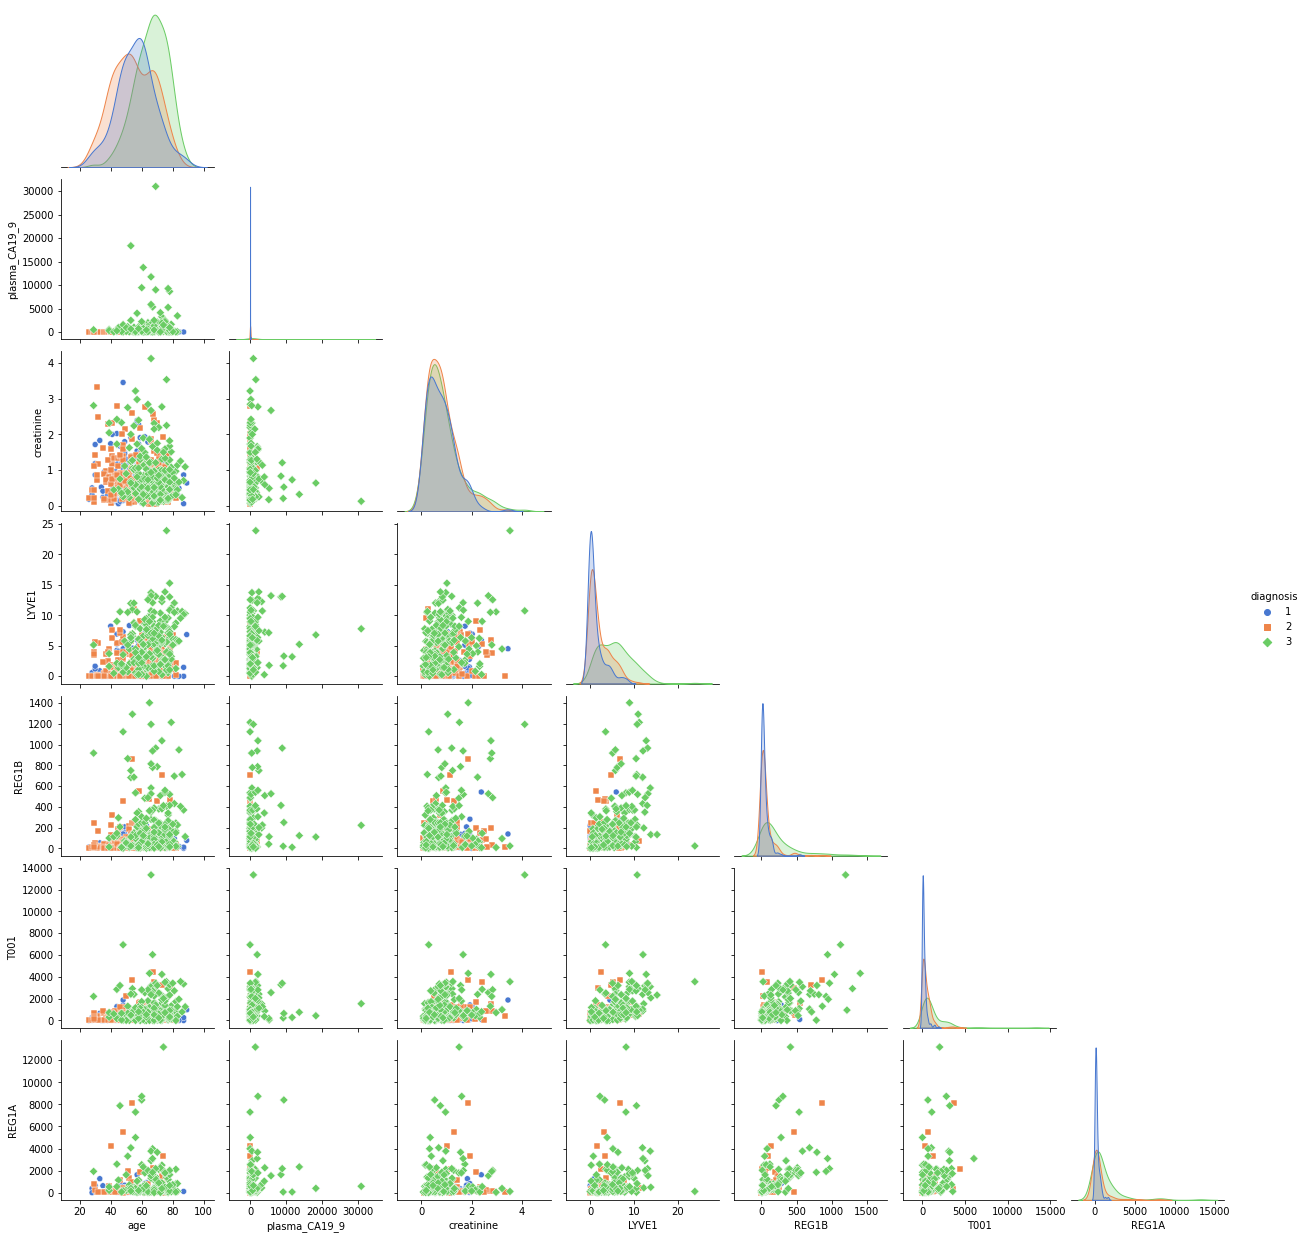 plasma_CA19_9
30000
25000
20000
15000
10000
5000
0
creatinine
4
3
2
1
0
LYVE1
25
20
15
10
5
0
diagnosis
1
2
3
REG1B
1400
1200
1000
800
600
400
200
0
T001
14000
12000
10000
8000
6000
4000
2000
0
REG1A
12000
10000
8000
6000
4000
2000
0
20 40 60 80 100
0 10000 20000 30000
0 2 4
0 10 20
0 500 1000 1500
0 5000 10000 15000
0 5000 10000 15000
age plasma_CA19_9 creatinine LYVE1 REG1B T001 REG1A